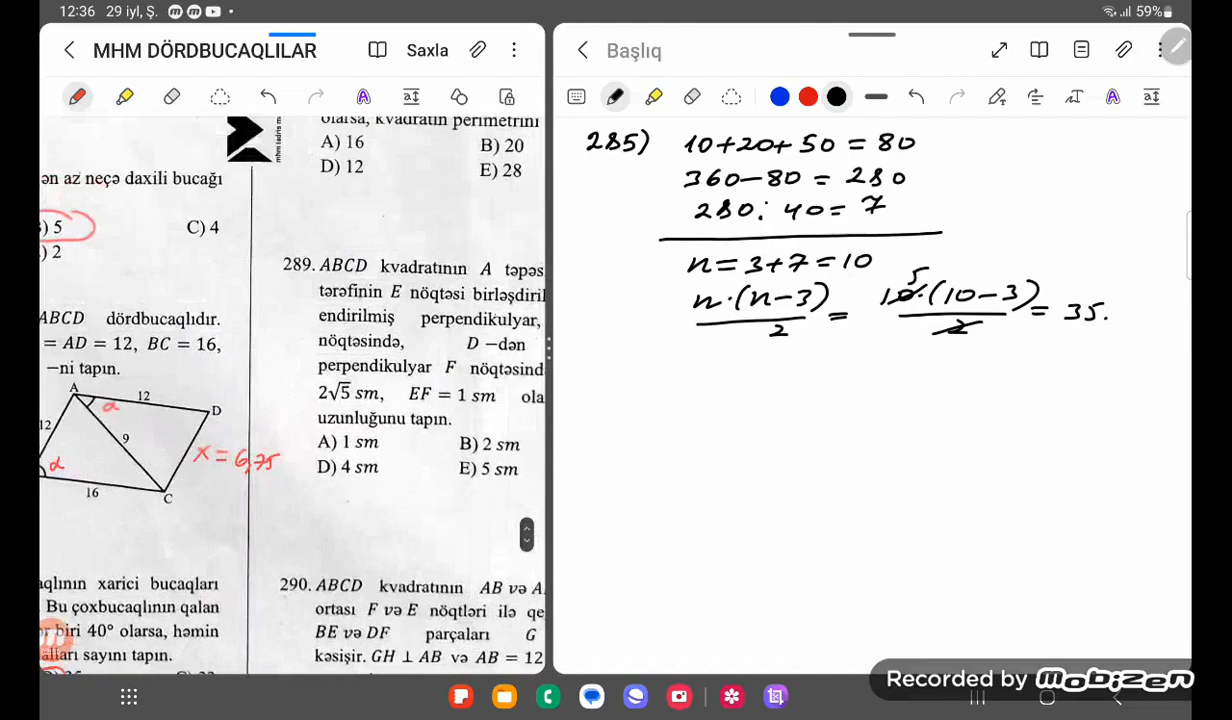 12:36 29 iyl, Ş. 59%
MHM DÖRDBUCAQLILAR Saxla
Başlıq
ən az neçə daxili bucağı
) 5 C) 4
) 2
ABCD dördbucaqlıdır.
= AD = 12, BC = 16,
–ni tapın.
A 12 D
α
12 9
α
16 C
x = 6,75
aqlının xarici bucaqları
Bu çoxbucaqlının qalan
biri 40° olarsa, həmin
alları sayını tapın.
olarsa, kvadratın perimetrini
A) 16 B) 20
D) 12 E) 28
289. ABCD kvadratının A təpəs
tərəfinin E nöqtəsi birləşdiril
endirilmiş perpendikulyar,
nöqtəsində, D –dən
perpendikulyar F nöqtəsind
2√5 sm, EF = 1 sm ola
uzunluğunu tapın.
A) 1 sm B) 2 sm
D) 4 sm E) 5 sm
290. ABCD kvadratının AB və A
ortası F və E nöqtləri ilə qe
BE və DF parçaları G
kəsişir. GH ⊥ AB və AB = 12
285) 10+20+50 = 80
360–80 = 280
280 : 40 = 7
n = 3+7 = 10
n·(n–3)/2 = 5 10·(10–3)/2 = 35.
Recorded by mobizen